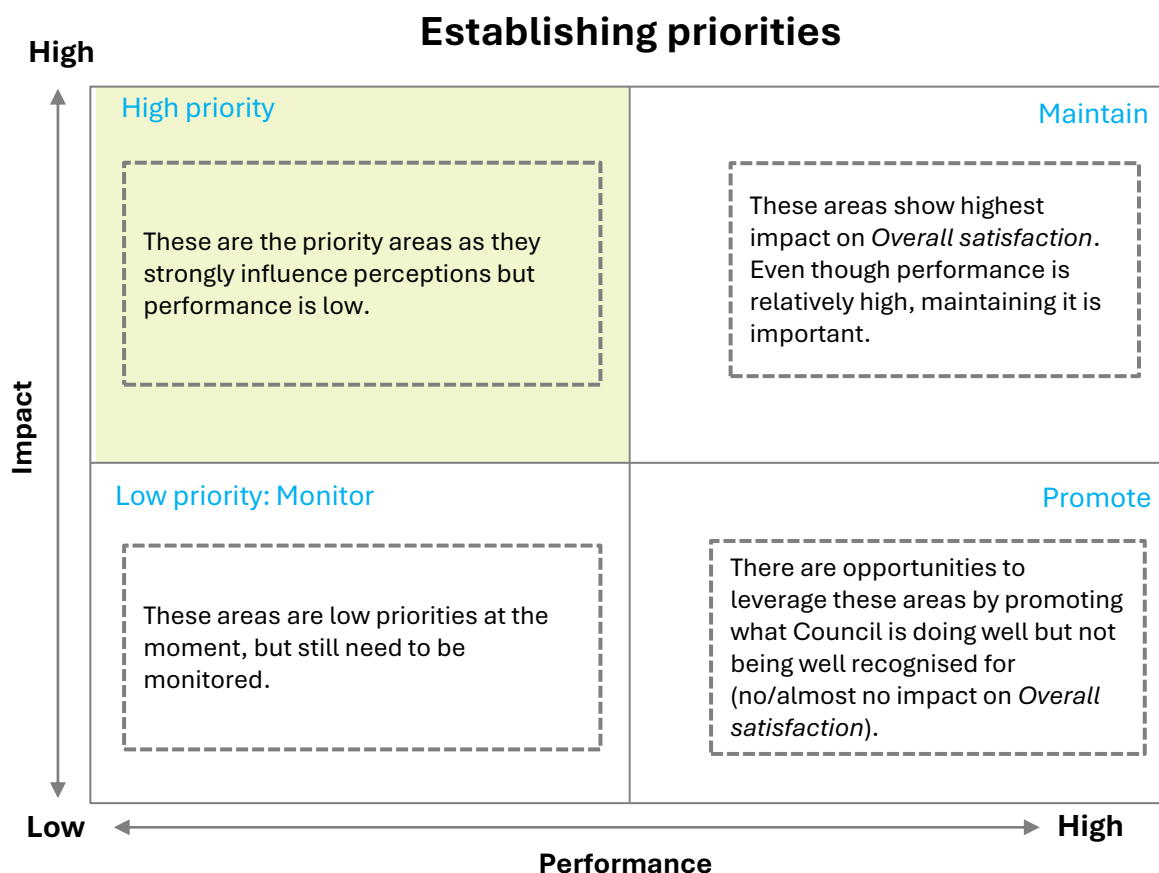 Establishing priorities
High
High priority
These are the priority areas as they
strongly influence perceptions but
performance is low.
Maintain
These areas show highest
impact on Overall satisfaction.
Even though performance is
relatively high, maintaining it is
important.
Impact
Low priority: Monitor
These areas are low priorities at the
moment, but still need to be
monitored.
Promote
There are opportunities to
leverage these areas by promoting
what Council is doing well but not
being well recognised for
(no/almost no impact on Overall
satisfaction).
Low
High
Performance